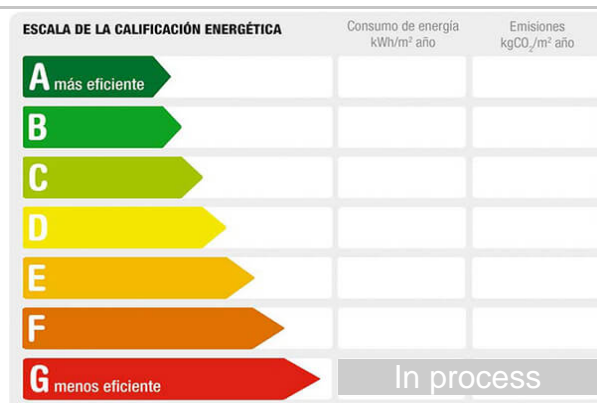 ESCALA DE LA CALIFICACIÓN ENERGÉTICA
Consumo de energía
kWh/m² año
Emisiones
kgCO₂/m² año
A más eficiente
B
C
D
E
F
G menos eficiente
In process